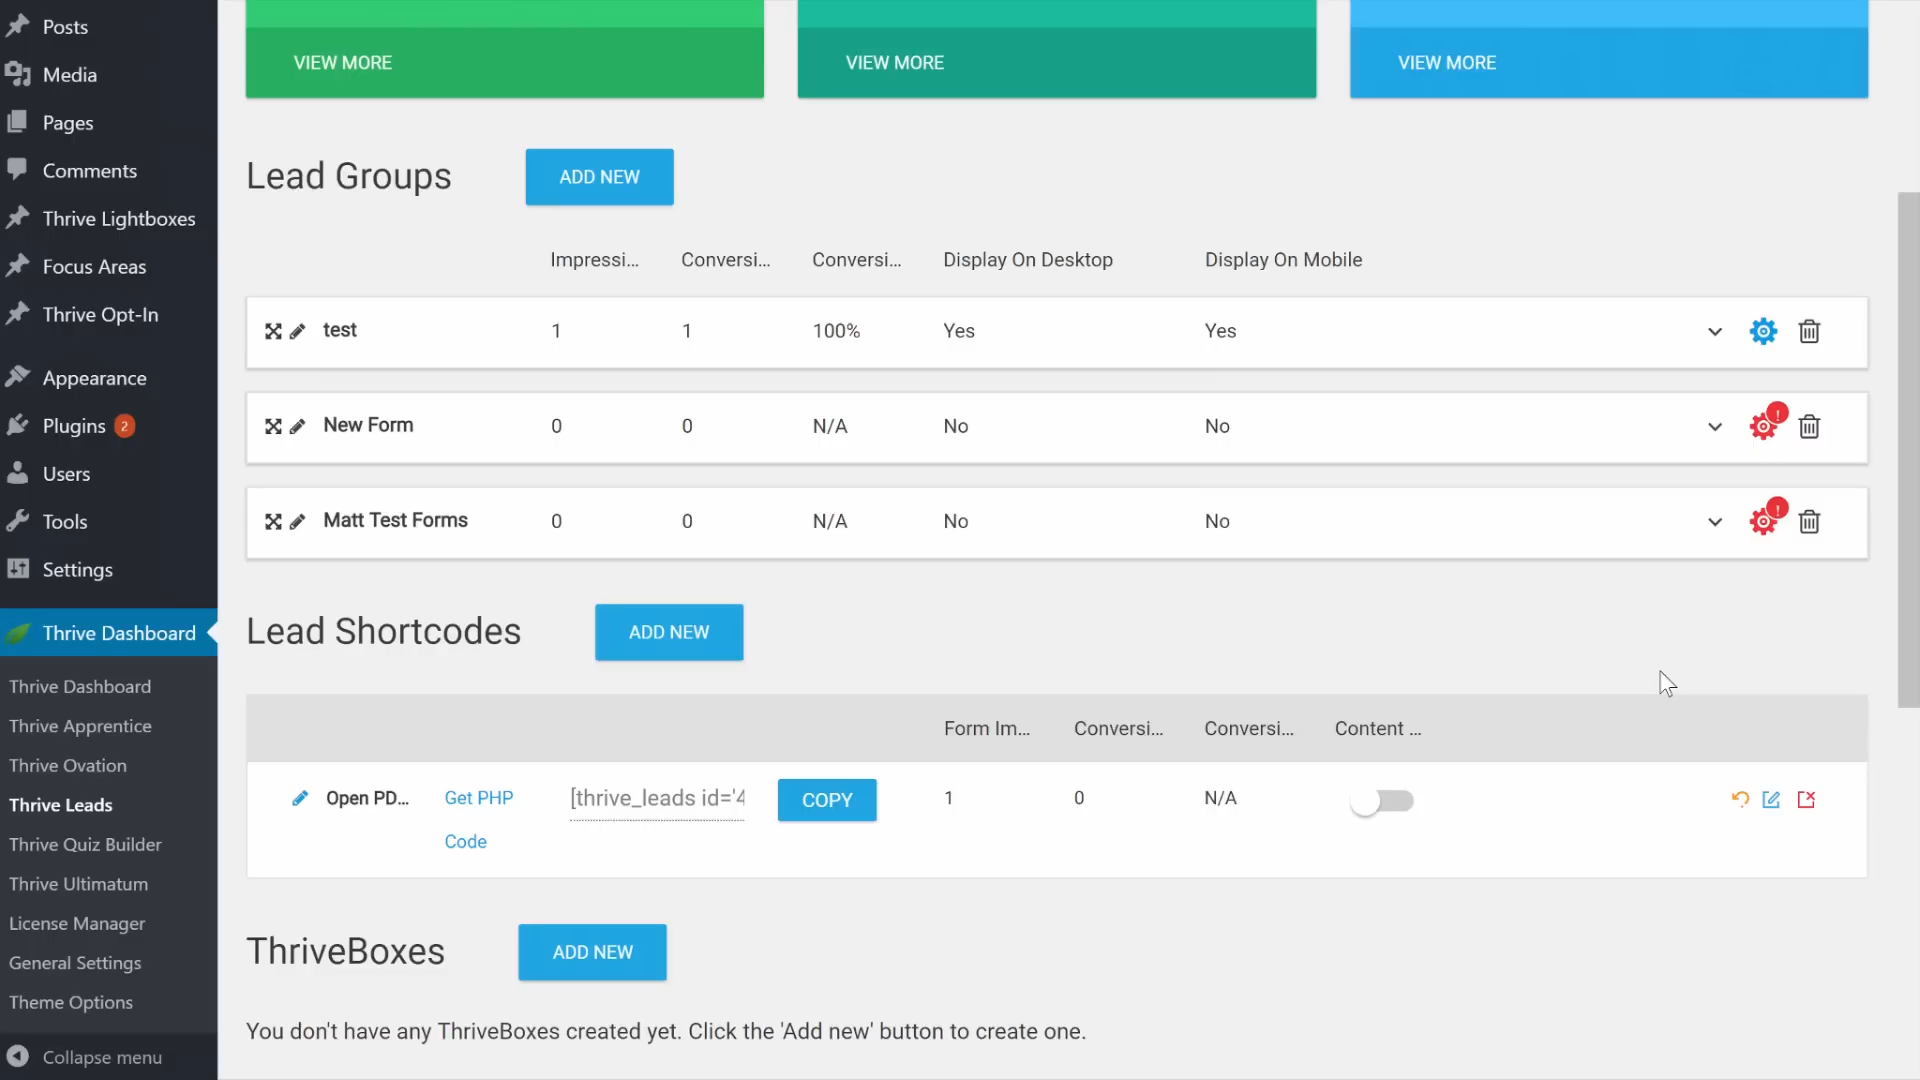 Posts
Media
Pages
Comments
Thrive Lightboxes
Focus Areas
Thrive Opt-In
Appearance
Plugins 2
Users
Tools
Settings
Thrive Dashboard
Thrive Dashboard
Thrive Apprentice
Thrive Ovation
Thrive Leads
Thrive Quiz Builder
Thrive Ultimatum
License Manager
General Settings
Theme Options
Collapse menu
VIEW MORE VIEW MORE VIEW MORE
Lead Groups ADD NEW
Impressi... Conversi... Conversi... Display On Desktop Display On Mobile
test 1 1 100% Yes Yes
New Form 0 0 N/A No No !
Matt Test Forms 0 0 N/A No No !
Lead Shortcodes ADD NEW
Form Im... Conversi... Conversi... Content ...
Open PD... Get PHP [thrive_leads id='4 COPY 1 0 N/A
Code
ThriveBoxes ADD NEW
You don't have any ThriveBoxes created yet. Click the 'Add new' button to create one.